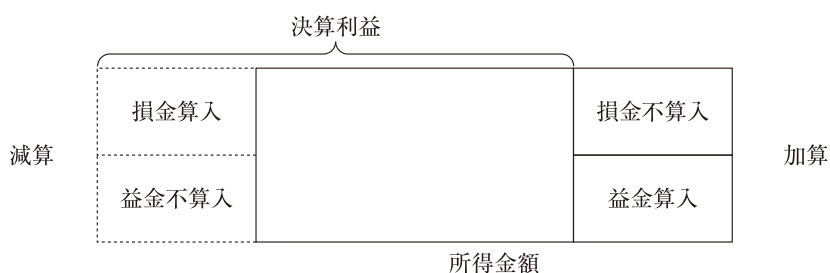 決算利益
損金算入
損金不算入
減算
加算
益金不算入
益金算入
所得金額